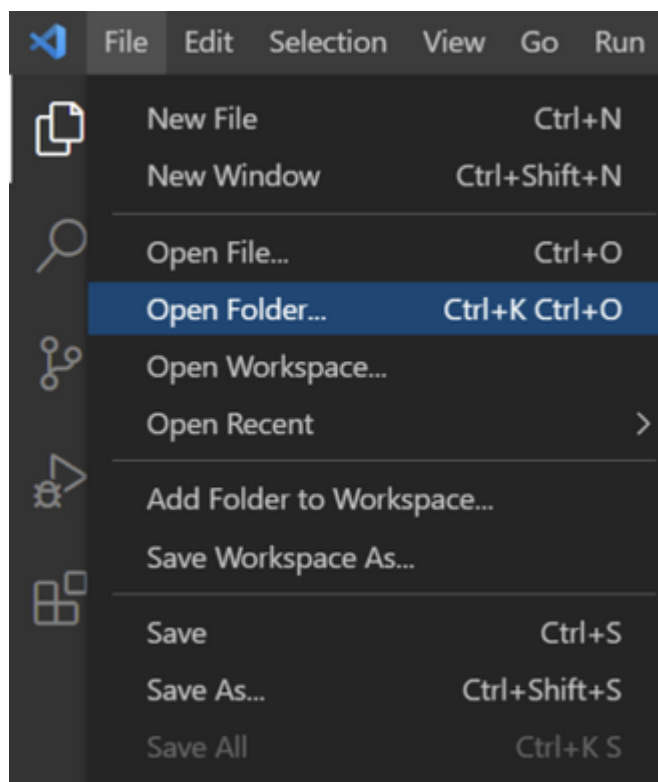 File Edit Selection View Go Run
New File Ctrl+N
New Window Ctrl+Shift+N
Open File... Ctrl+O
Open Folder... Ctrl+K Ctrl+O
Open Workspace...
Open Recent
Add Folder to Workspace...
Save Workspace As...
Save Ctrl+S
Save As... Ctrl+Shift+S
Save All Ctrl+K S